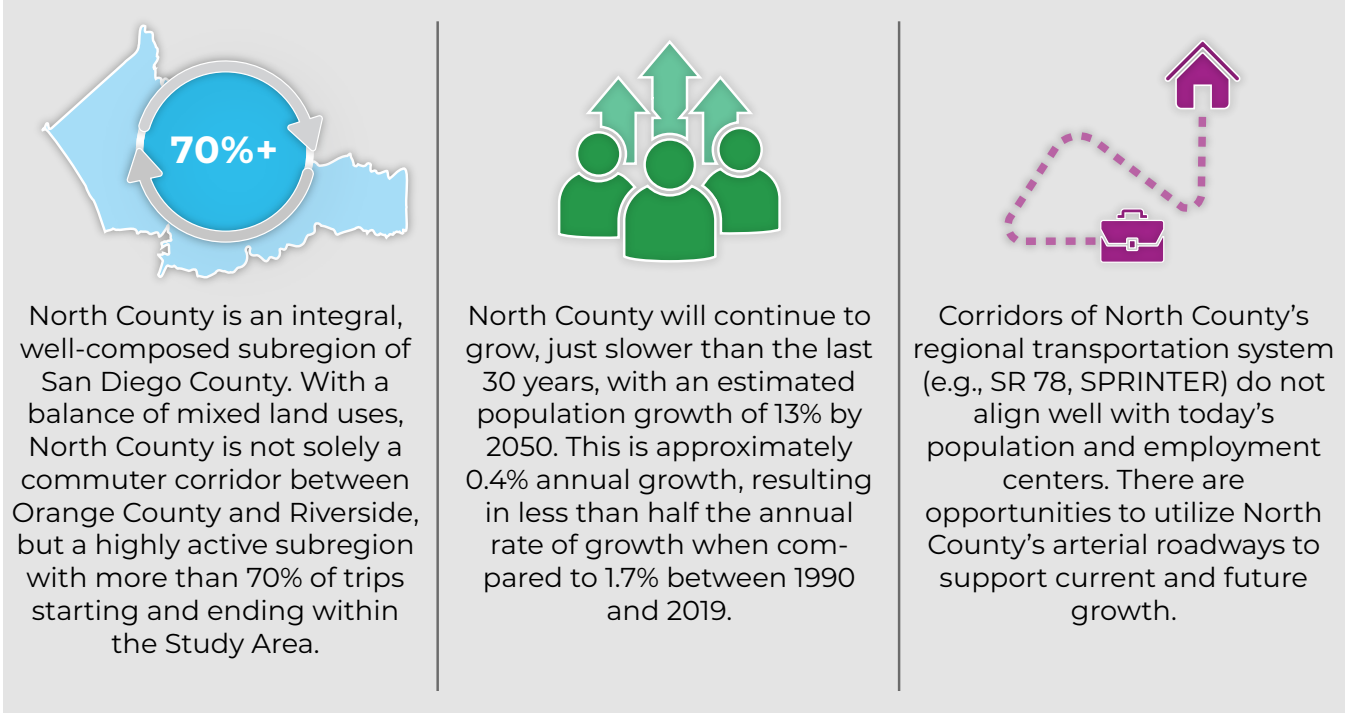 70%+
North County is an integral,
well-composed subregion of
San Diego County. With a
balance of mixed land uses,
North County is not solely a
commuter corridor between
Orange County and Riverside,
but a highly active subregion
with more than 70% of trips
starting and ending within
the Study Area.
North County will continue to
grow, just slower than the last
30 years, with an estimated
population growth of 13% by
2050. This is approximately
0.4% annual growth, resulting
in less than half the annual
rate of growth when com-
pared to 1.7% between 1990
and 2019.
Corridors of North County’s
regional transportation system
(e.g., SR 78, SPRINTER) do not
align well with today’s
population and employment
centers. There are
opportunities to utilize North
County’s arterial roadways to
support current and future
growth.